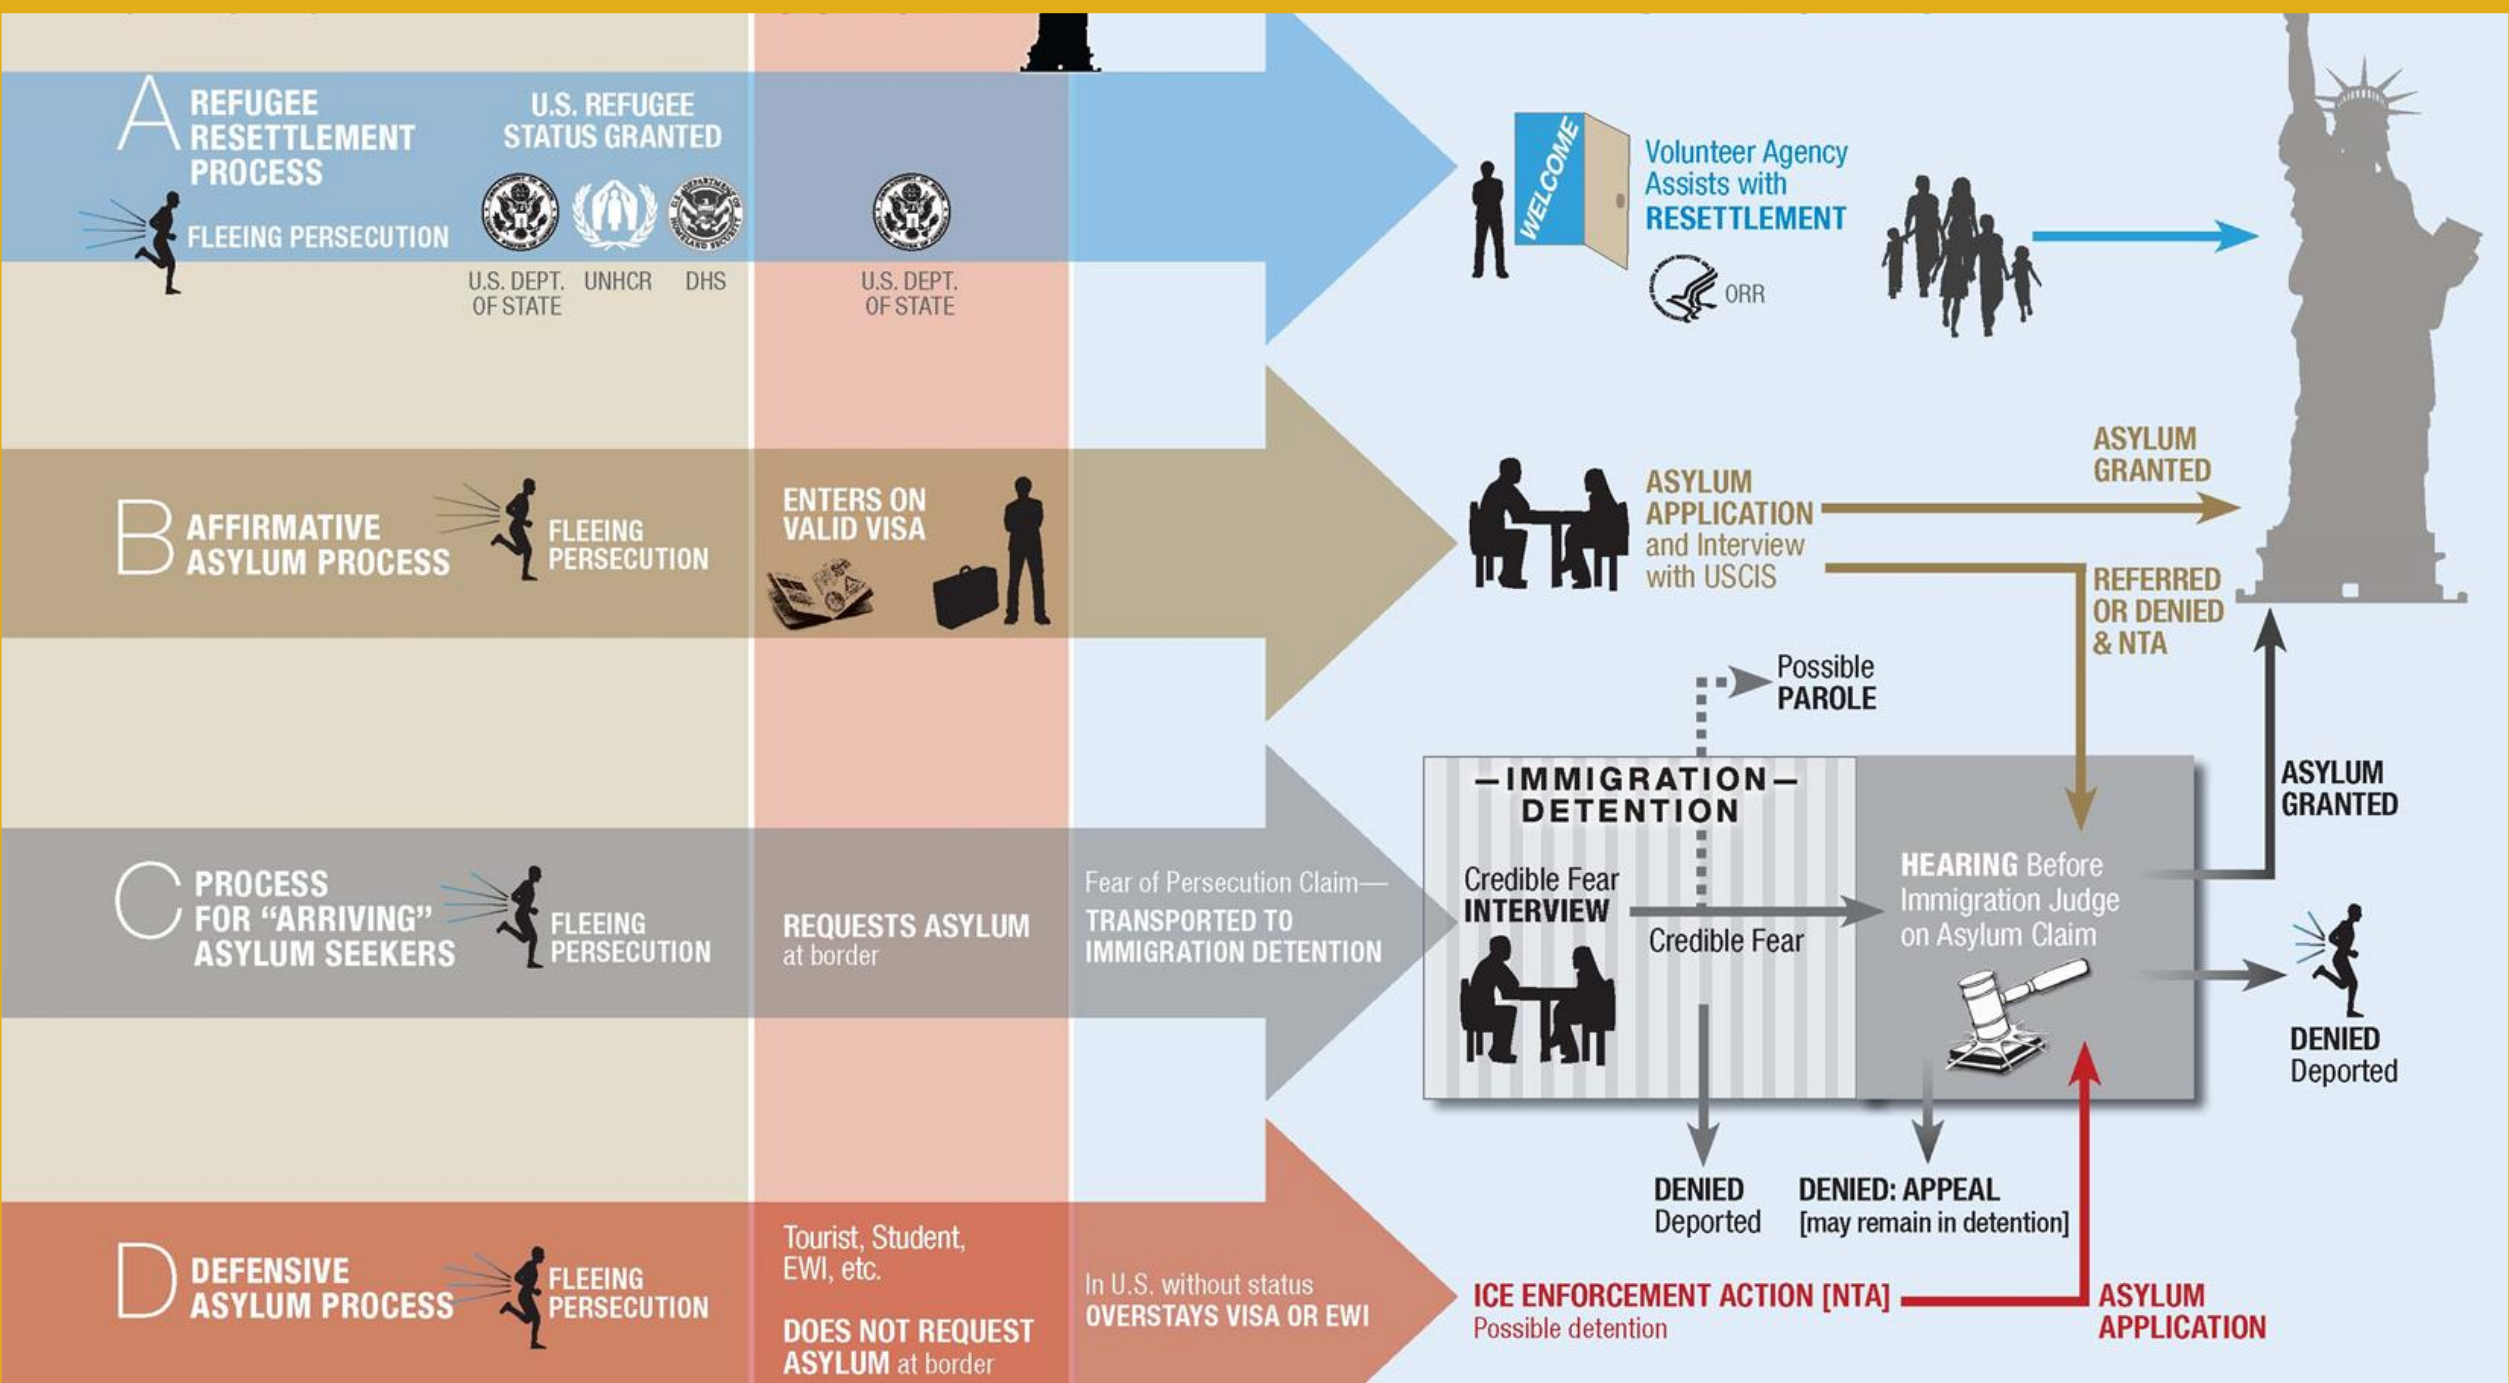 A
REFUGEE
RESETTLEMENT
PROCESS
FLEEING PERSECUTION
U.S. REFUGEE
STATUS GRANTED
U.S. DEPT.
OF STATE
UNHCR
DHS
U.S. DEPT.
OF STATE
WELCOME
Volunteer Agency
Assists with
RESETTLEMENT
ORR
B
AFFIRMATIVE
ASYLUM PROCESS
FLEEING
PERSECUTION
ENTERS ON
VALID VISA
ASYLUM
APPLICATION
and Interview
with USCIS
ASYLUM
GRANTED
REFERRED
OR DENIED
& NTA
Possible
PAROLE
C
PROCESS
FOR “ARRIVING”
ASYLUM SEEKERS
FLEEING
PERSECUTION
REQUESTS ASYLUM
at border
Fear of Persecution Claim—
TRANSPORTED TO
IMMIGRATION DETENTION
–IMMIGRATION–
DETENTION
Credible Fear
INTERVIEW
Credible Fear
HEARING Before
Immigration Judge
on Asylum Claim
ASYLUM
GRANTED
DENIED
Deported
DENIED
Deported
DENIED: APPEAL
[may remain in detention]
D
DEFENSIVE
ASYLUM PROCESS
FLEEING
PERSECUTION
Tourist, Student,
EWI, etc.
DOES NOT REQUEST
ASYLUM at border
In U.S. without status
OVERSTAYS VISA OR EWI
ICE ENFORCEMENT ACTION [NTA]
Possible detention
ASYLUM
APPLICATION